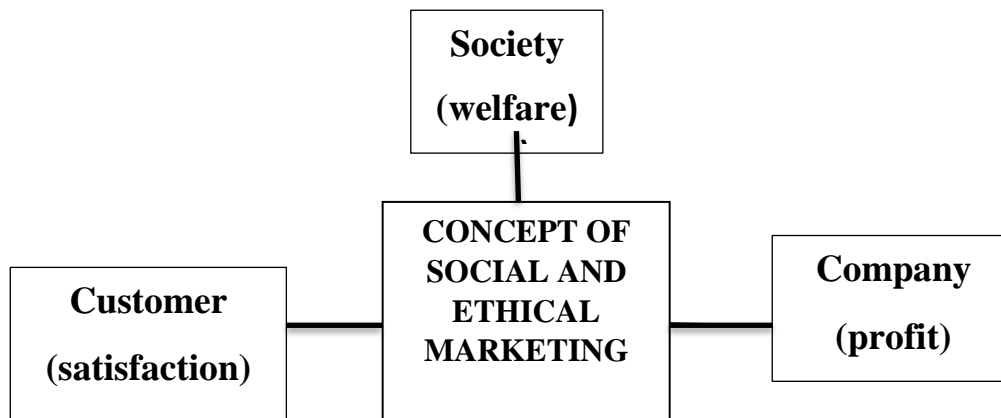 Society
(welfare)
CONCEPT OF
SOCIAL AND
ETHICAL
MARKETING
Customer
(satisfaction)
Company
(profit)